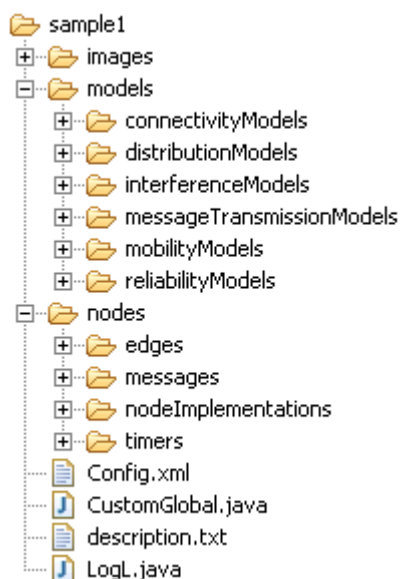 sample1
images
models
connectivityModels
distributionModels
interferenceModels
messageTransmissionModels
mobilityModels
reliabilityModels
nodes
edges
messages
nodeImplementations
timers
Config.xml
CustomGlobal.java
description.txt
LogL.java